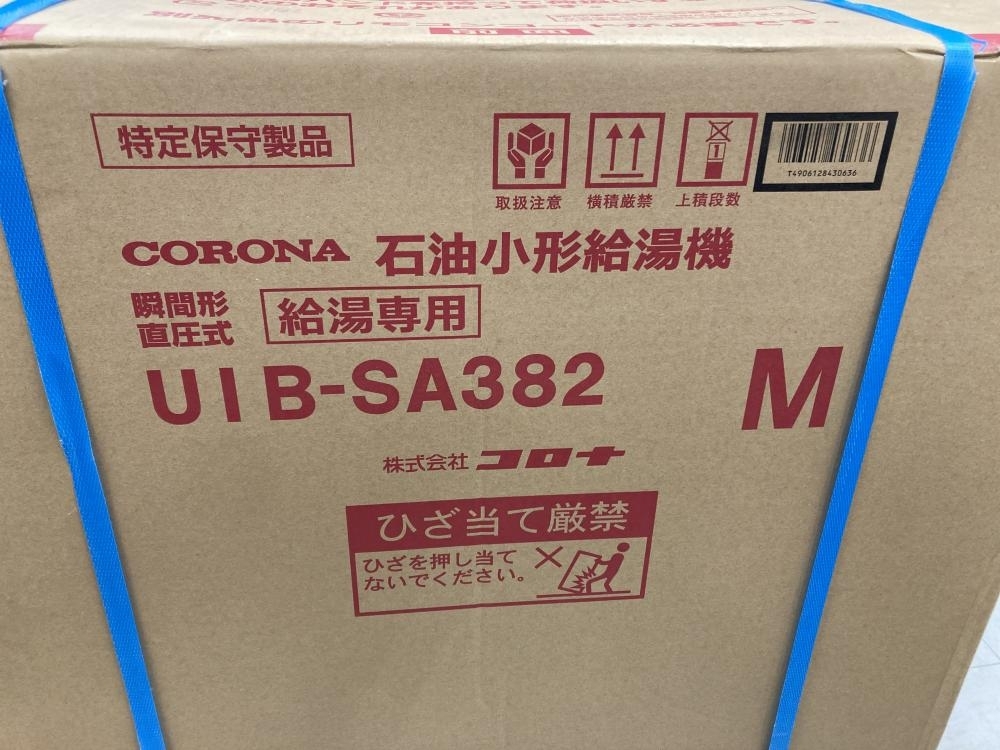 特定保守製品
取扱注意
横積厳禁
上積段数
1
T4906128430636
CORONA 石油小形給湯機
瞬間形
直圧式
給湯専用
UIB-SA382 M
株式会社 コロナ
ひざ当て厳禁
ひざを押し当て
ないでください。